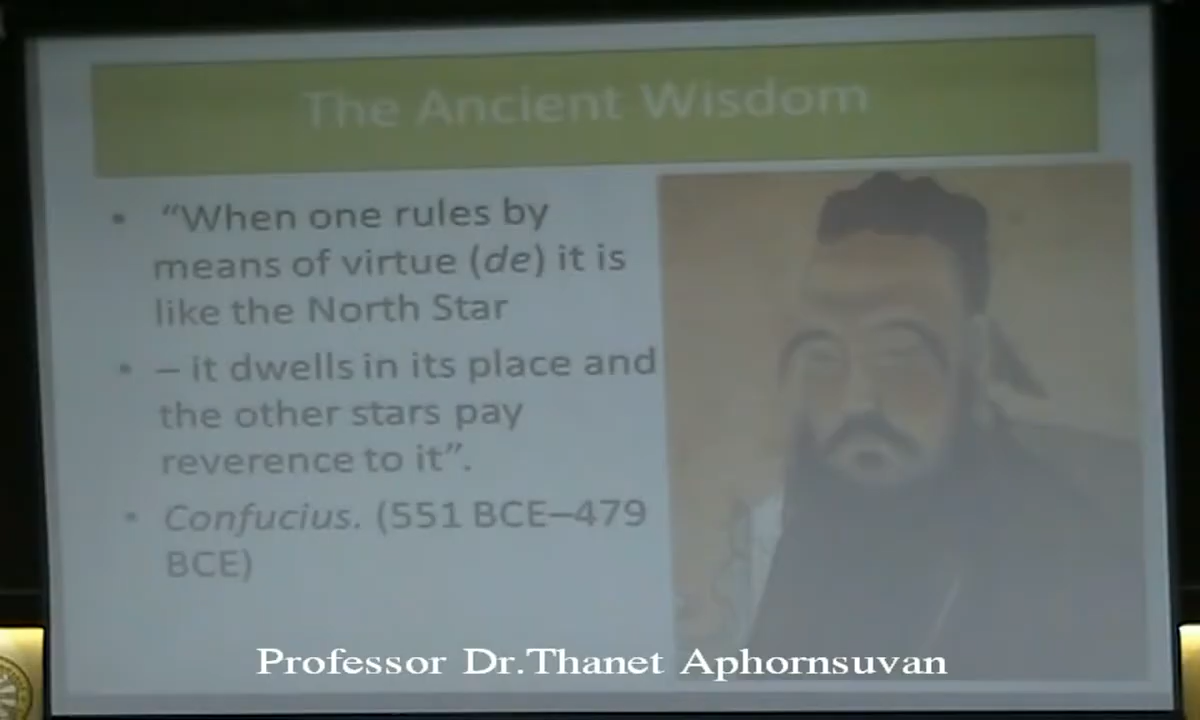 The Ancient Wisdom
• “When one rules by
means of virtue (de) it is
like the North Star
• – it dwells in its place and
the other stars pay
reverence to it”.
• Confucius. (551 BCE–479
BCE)
Professor Dr.Thanet Aphornsuvan